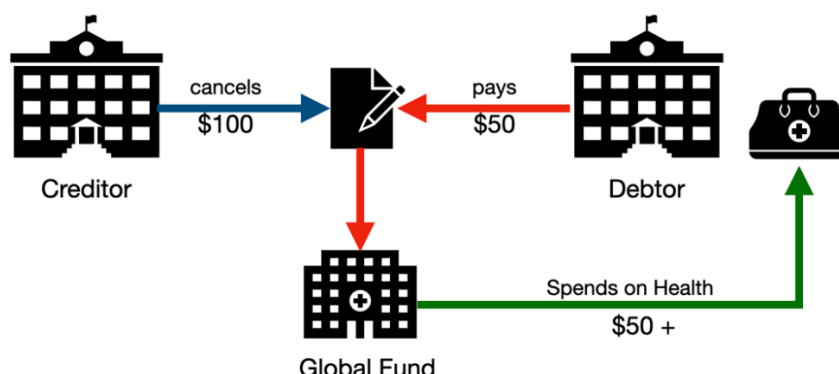 cancels
$100
pays
$50
Creditor
Debtor
Spends on Health
$50 +
Global Fund